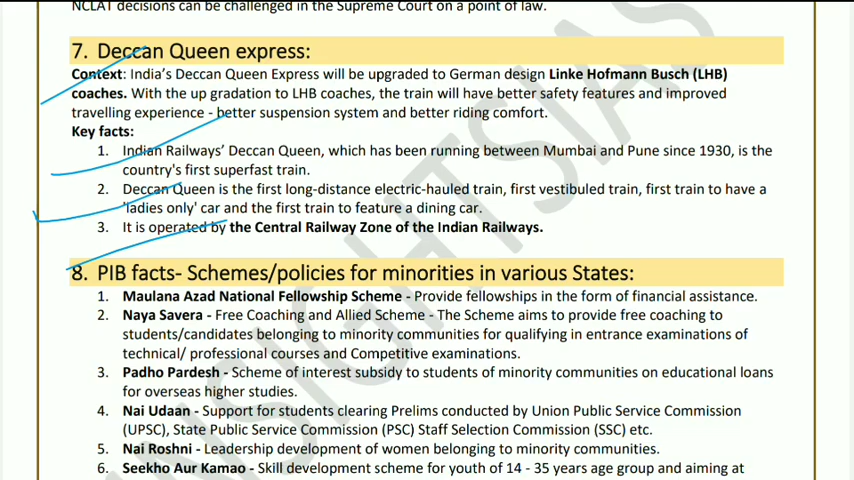 NCLAT decisions can be challenged in the Supreme Court on a point of law.
7. Deccan Queen express:
Context: India's Deccan Queen Express will be upgraded to German design Linke Hofmann Busch (LHB)
coaches. With the up gradation to LHB coaches, the train will have better safety features and improved
travelling experience - better suspension system and better riding comfort.
Key facts:
1. Indian Railways' Deccan Queen, which has been running between Mumbai and Pune since 1930, is the
country's first superfast train.
2. Deccan Queen is the first long-distance electric-hauled train, first vestibuled train, first train to have a
'ladies only' car and the first train to feature a dining car.
3. It is operated by the Central Railway Zone of the Indian Railways.
8. PIB facts- Schemes/policies for minorities in various States:
1. Maulana Azad National Fellowship Scheme - Provide fellowships in the form of financial assistance.
2. Naya Savera - Free Coaching and Allied Scheme - The Scheme aims to provide free coaching to
students/candidates belonging to minority communities for qualifying in entrance examinations of
technical/ professional courses and Competitive examinations.
3. Padho Pardesh - Scheme of interest subsidy to students of minority communities on educational loans
for overseas higher studies.
4. Nai Udaan - Support for students clearing Prelims conducted by Union Public Service Commission
(UPSC), State Public Service Commission (PSC) Staff Selection Commission (SSC) etc.
5. Nai Roshni - Leadership development of women belonging to minority communities.
6. Seekho Aur Kamao - Skill development scheme for youth of 14 - 35 years age group and aiming at
INSIGHTSIAS